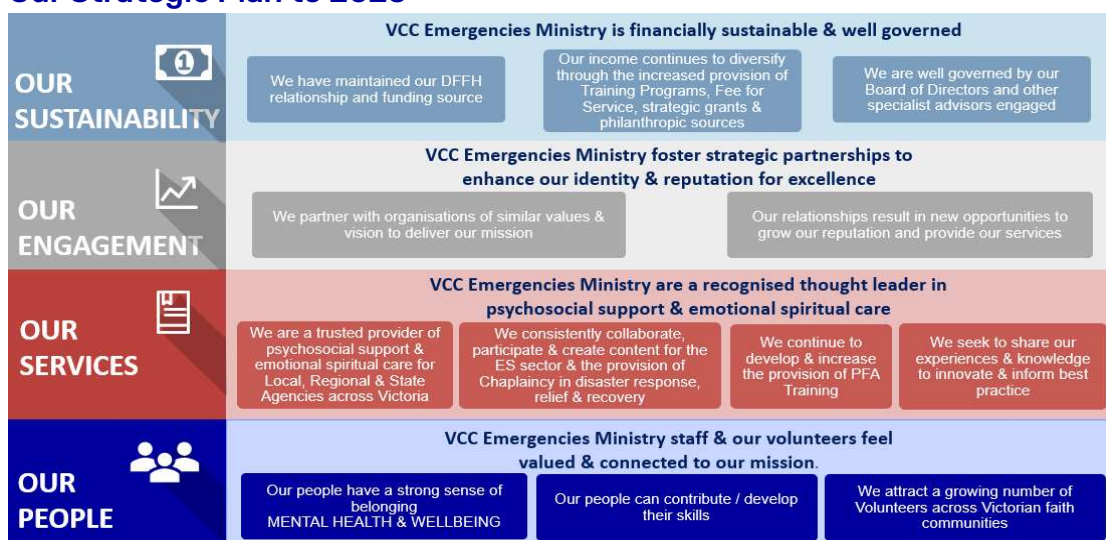 Our Strategic Plan to
VCC Emergencies Ministry is financially sustainable & well governed
OUR
SUSTAINABILITY
1
We have maintained our DFFH
relationship and funding source
Our income continues to diversify
through the increased provision of
Training Programs, Fee for
Service, strategic grants &
philanthropic sources
We are well governed by our
Board of Directors and other
specialist advisors engaged
VCC Emergencies Ministry foster strategic partnerships to
enhance our identity & reputation for excellence
OUR
ENGAGEMENT
We partner with organisations of similar values &
vision to deliver our mission
Our relationships result in new opportunities to
grow our reputation and provide our services
VCC Emergencies Ministry are a recognised thought leader in
psychosocial support & emotional spiritual care
OUR
SERVICES
We are a trusted provider of
psychosocial support &
emotional spiritual care for
Local, Regional & State
Agencies across Victoria
We consistently collaborate,
participate & create content for the
ES sector & the provision of
Chaplaincy in disaster response,
relief & recovery
We continue to
develop & increase
the provision of PFA
Training
We seek to share our
experiences & knowledge
to innovate & inform best
practice
VCC Emergencies Ministry staff & our volunteers feel
valued & connected to our mission.
OUR
PEOPLE
Our people have a strong sense of
belonging
MENTAL HEALTH & WELLBEING
Our people can contribute / develop
their skills
We attract a growing number of
Volunteers across Victorian faith
communities